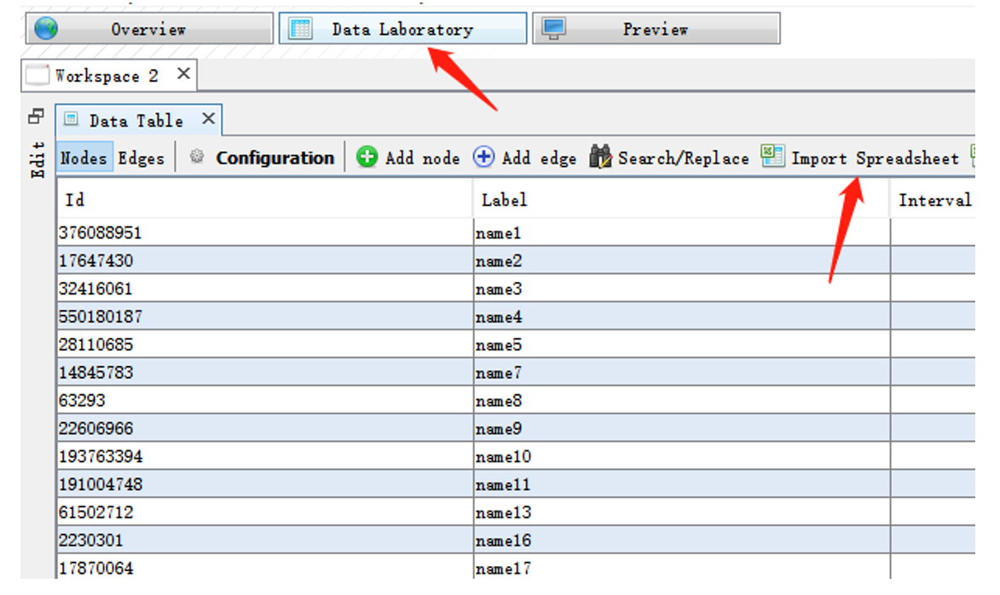 Overview Data Laboratory Preview
Workspace 2
Data Table
Edit
Nodes Edges Configuration Add node Add edge Search/Replace Import Spreadsheet
Id Label Interval
376088951 name1
17647430 name2
32416061 name3
550180187 name4
28110685 name5
14845783 name7
63293 name8
22606966 name9
193763394 name10
191004748 name11
61502712 name13
2230301 name16
17870064 name17